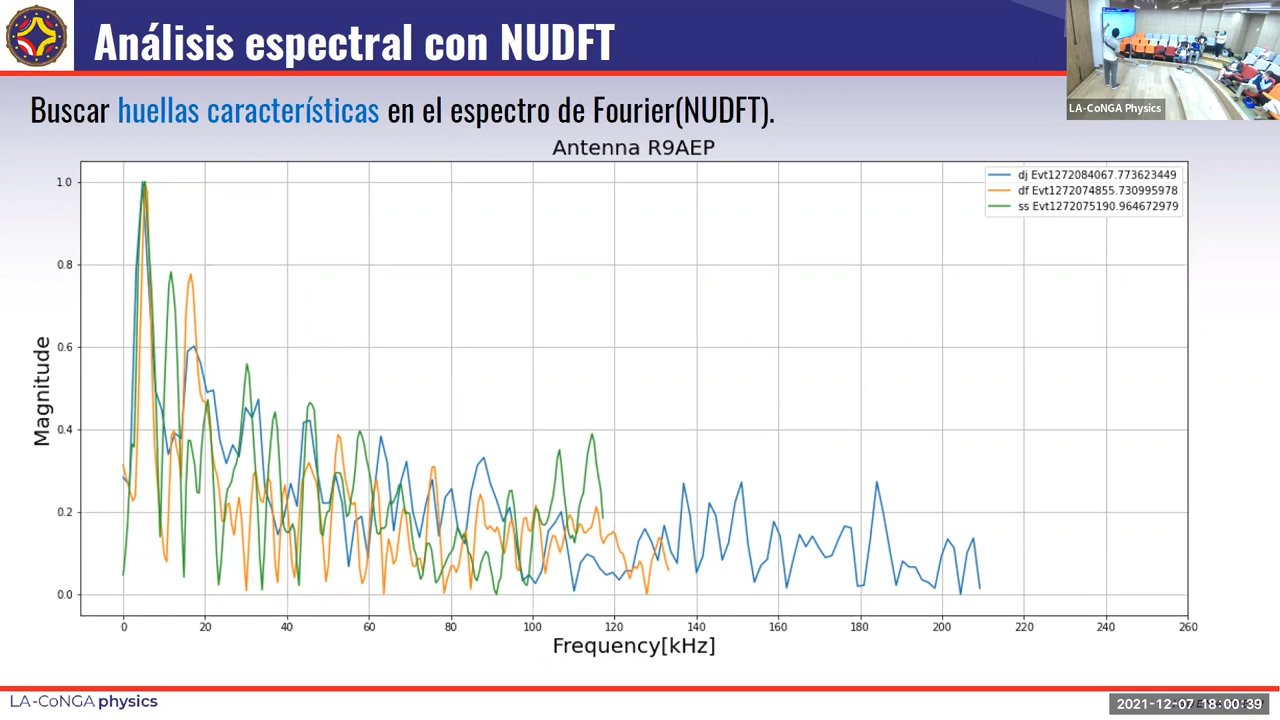 Análisis espectral con NUDFT
LA-CoNGA Physics
Buscar huellas características en el espectro de Fourier(NUDFT).
Antenna R9AEP
dj Evt1272084067.773623449
df Evt1272074855.730995978
ss Evt1272075190.964672979
Magnitude
1.0
0.8
0.6
0.4
0.2
0.0
0 20 40 60 80 100 120 140 160 180 200 220 240 260
Frequency[kHz]
LA-CoNGA physics
2021-12-07 18:00:39